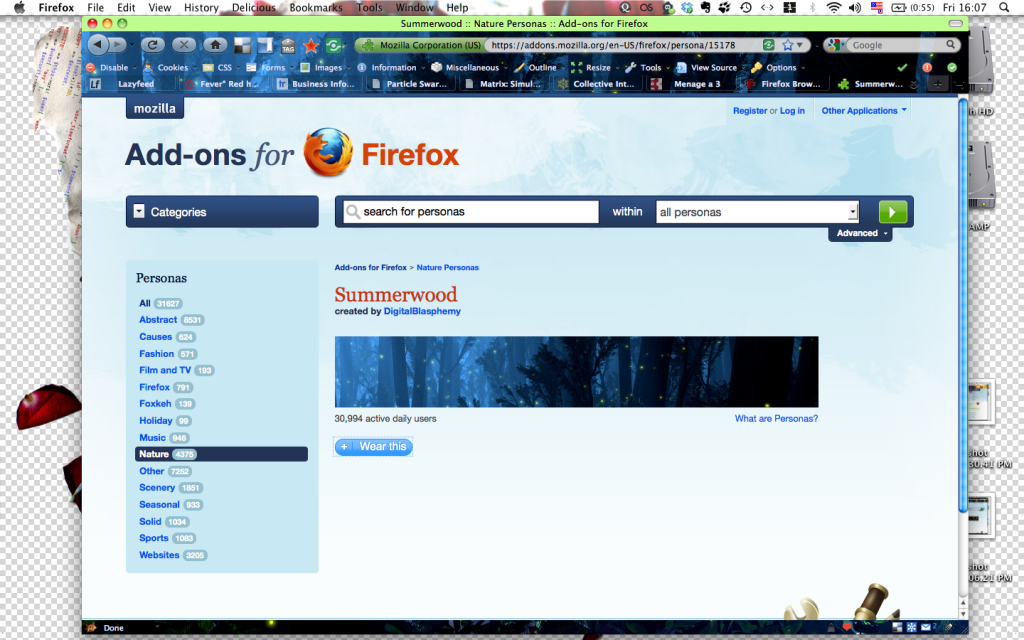 Firefox File Edit View History Delicious Bookmarks Tools Window Help (0:55) Fri 16:07
Summerwood :: Nature Personas :: Add-ons for Firefox
TAG Mozilla Corporation (US) https://addons.mozilla.org/en-US/firefox/persona/15178 Google
Disable Cookies CSS Forms Images Information Miscellaneous Outline Resize Tools View Source Options
Lazyfeed Fever° Red h... Business Info... Particle Swar... Matrix: Simul... Collective Int... Menage a 3 Firefox Brow... Summerw...
mozilla
Register or Log in Other Applications
Add-ons for Firefox
Categories
search for personas within all personas
Advanced
Personas
All 31627
Abstract 8531
Causes 624
Fashion 571
Film and TV 193
Firefox 791
Foxkeh 139
Holiday 99
Music 946
Nature 4375
Other 7252
Scenery 1851
Seasonal 933
Solid 1034
Sports 1083
Websites 3205
Add-ons for Firefox > Nature Personas
Summerwood
created by DigitalBlasphemy
30,994 active daily users What are Personas?
+ Wear this
Done
HD
AMP
shot
30.41 PM
shot
06.21 PM